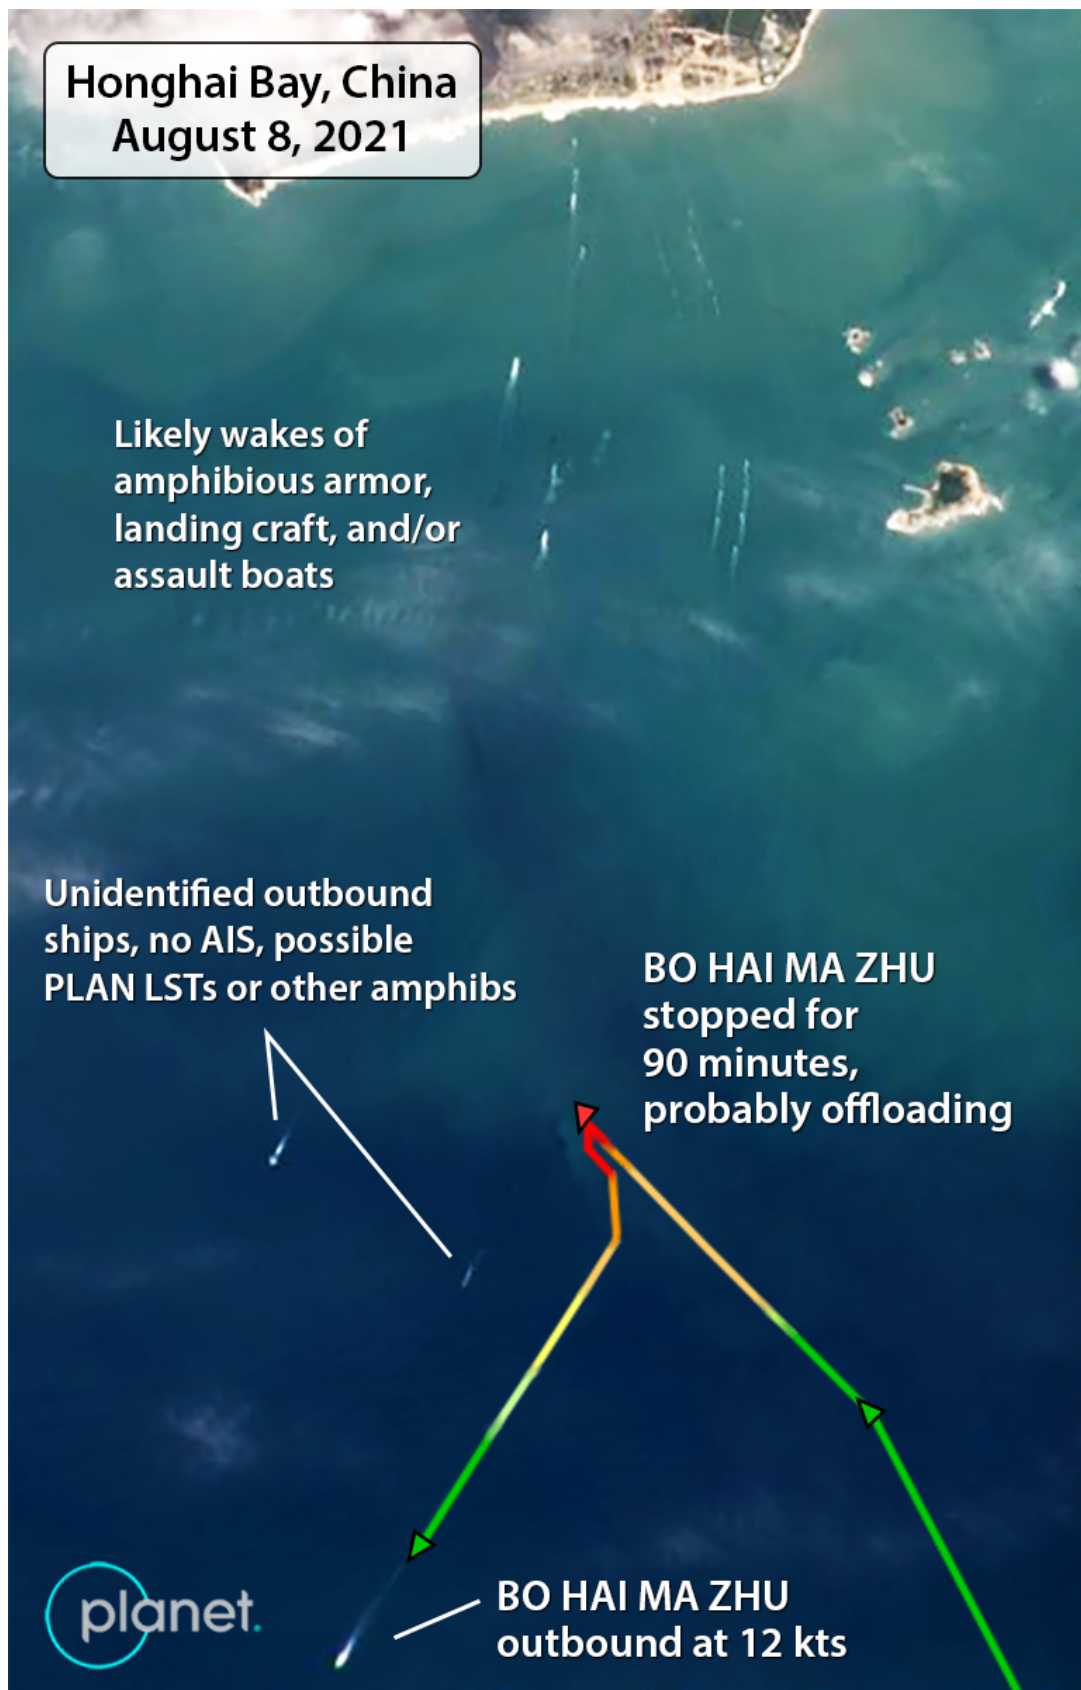 Honghai Bay, China
August 8, 2021
Likely wakes of
amphibious armor,
landing craft, and/or
assault boats
Unidentified outbound
ships, no AIS, possible
PLAN LSTs or other amphibs
BO HAI MA ZHU
stopped for
90 minutes,
probably offloading
BO HAI MA ZHU
outbound at 12 kts
planet.